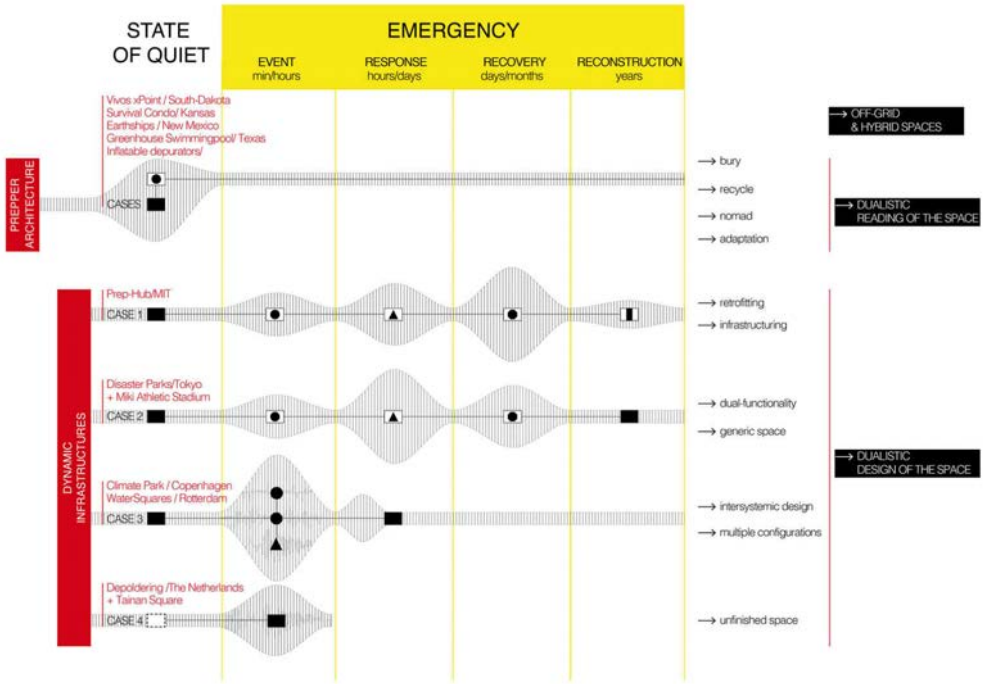 STATE
OF QUIET
EMERGENCY
EVENT
min/hours
RESPONSE
hours/days
RECOVERY
days/months
RECONSTRUCTION
years
PREPPER
ARCHITECTURE
Vivos xPoint / South-Dakota
Survival Condo/ Kansas
Earthships / New Mexico
Greenhouse Swimmingpool/ Texas
Inflatable depurators/
CASES
→ bury
→ recycle
→ nomad
→ adaptation
→ OFF-GRID
& HYBRID SPACES
→ DUALISTIC
READING OF THE SPACE
DYNAMIC
INFRASTRUCTURES
Prep-Hub/MIT
CASE 1
→ retrofitting
→ infrastructuring
Disaster Parks/Tokyo
+ Miki Athletic Stadium
CASE 2
→ dual-functionality
→ generic space
Climate Park / Copenhagen
WaterSquares / Rotterdam
CASE 3
→ intersystemic design
→ multiple configurations
Depoldering /The Netherlands
+ Tainan Square
CASE 4
→ unfinished space
→ DUALISTIC
DESIGN OF THE SPACE